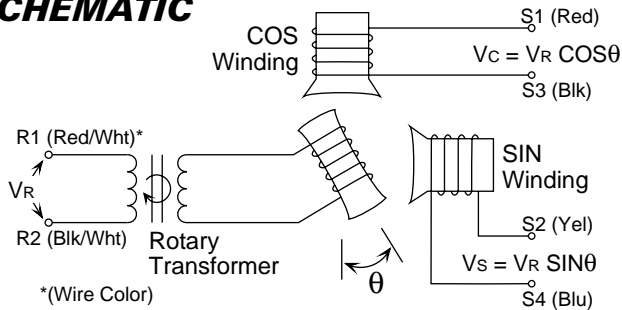 CHEMATIC
COS
Winding
S1 (Red)
VC = VR COSθ
S3 (Blk)
R1 (Red/Wht)*
VR
R2 (Blk/Wht)
Rotary
Transformer
*(Wire Color)
θ
SIN
Winding
S2 (Yel)
VS = VR SINθ
S4 (Blu)